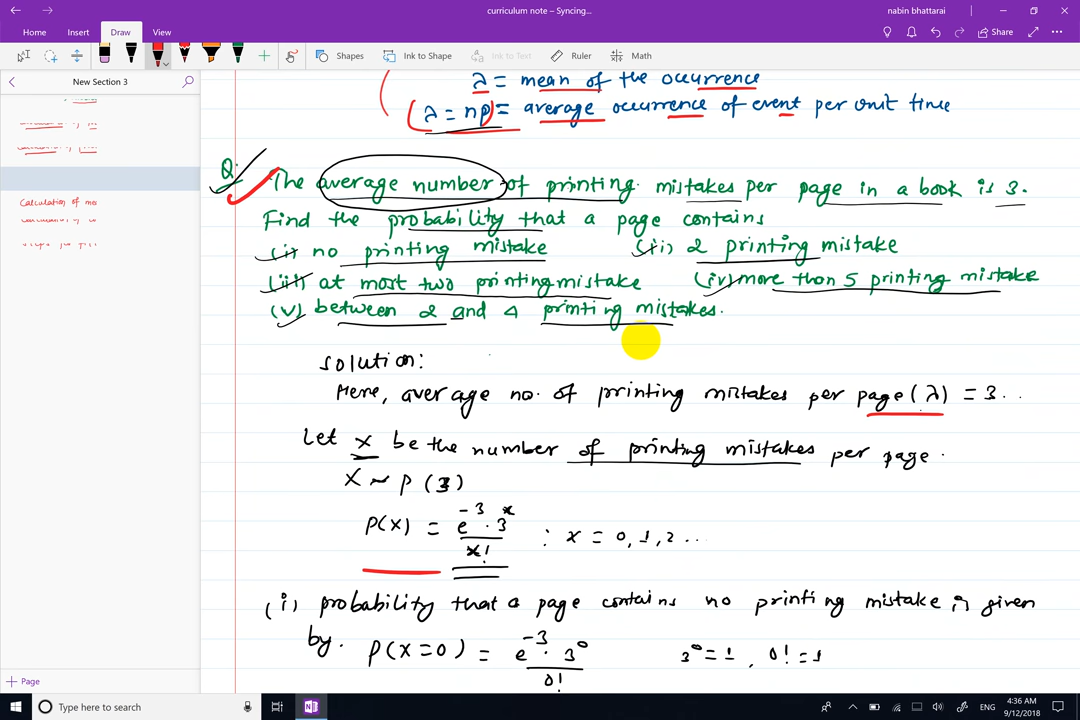 curriculum note – Syncing...
nabin bhattarai
Home Insert Draw View
Share
Shapes Ink to Shape Ink to Text Ruler Math
New Section 3
λ = mean of the occurrence
(λ = np) = average occurrence of event per unit time
Q. The average number of printing mistakes per page in a book is 3.
Find the probability that a page contains
(i) no printing mistake (ii) 2 printing mistake
(iii) at most two printing mistake (iv) more than 5 printing mistake
(v) between 2 and 4 printing mistakes.
Solution:
Here, average no. of printing mistakes per page (λ) = 3..
Let x be the number of printing mistakes per page.
X ~ P (3)
P(x) = e^-3 . 3^x / x! : x = 0, 1, 2 ...
(i) probability that a page contains no printing mistake is given
by. P(X=0) = e^-3 . 3^0 / 0! 3^0 = 1 , 0! = 1
Calculation of
Page
Type here to search
ENG
4:36 AM
9/12/2018